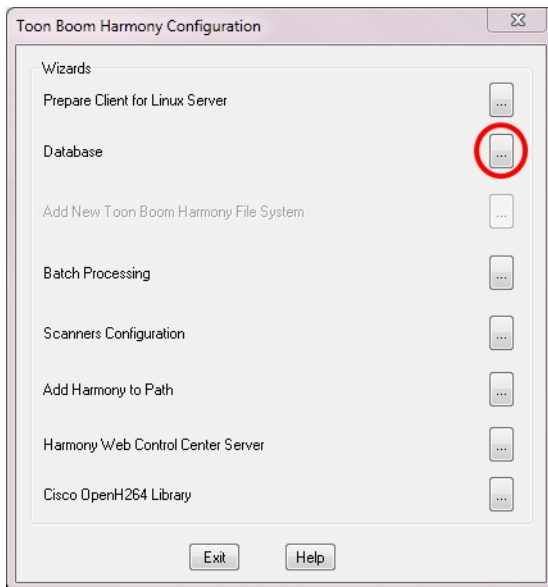 Toon Boom Harmony Configuration
Wizards
Prepare Client for Linux Server ...
Database ...
Add New Toon Boom Harmony File System ...
Batch Processing ...
Scanners Configuration ...
Add Harmony to Path ...
Harmony Web Control Center Server ...
Cisco OpenH264 Library ...
Exit Help